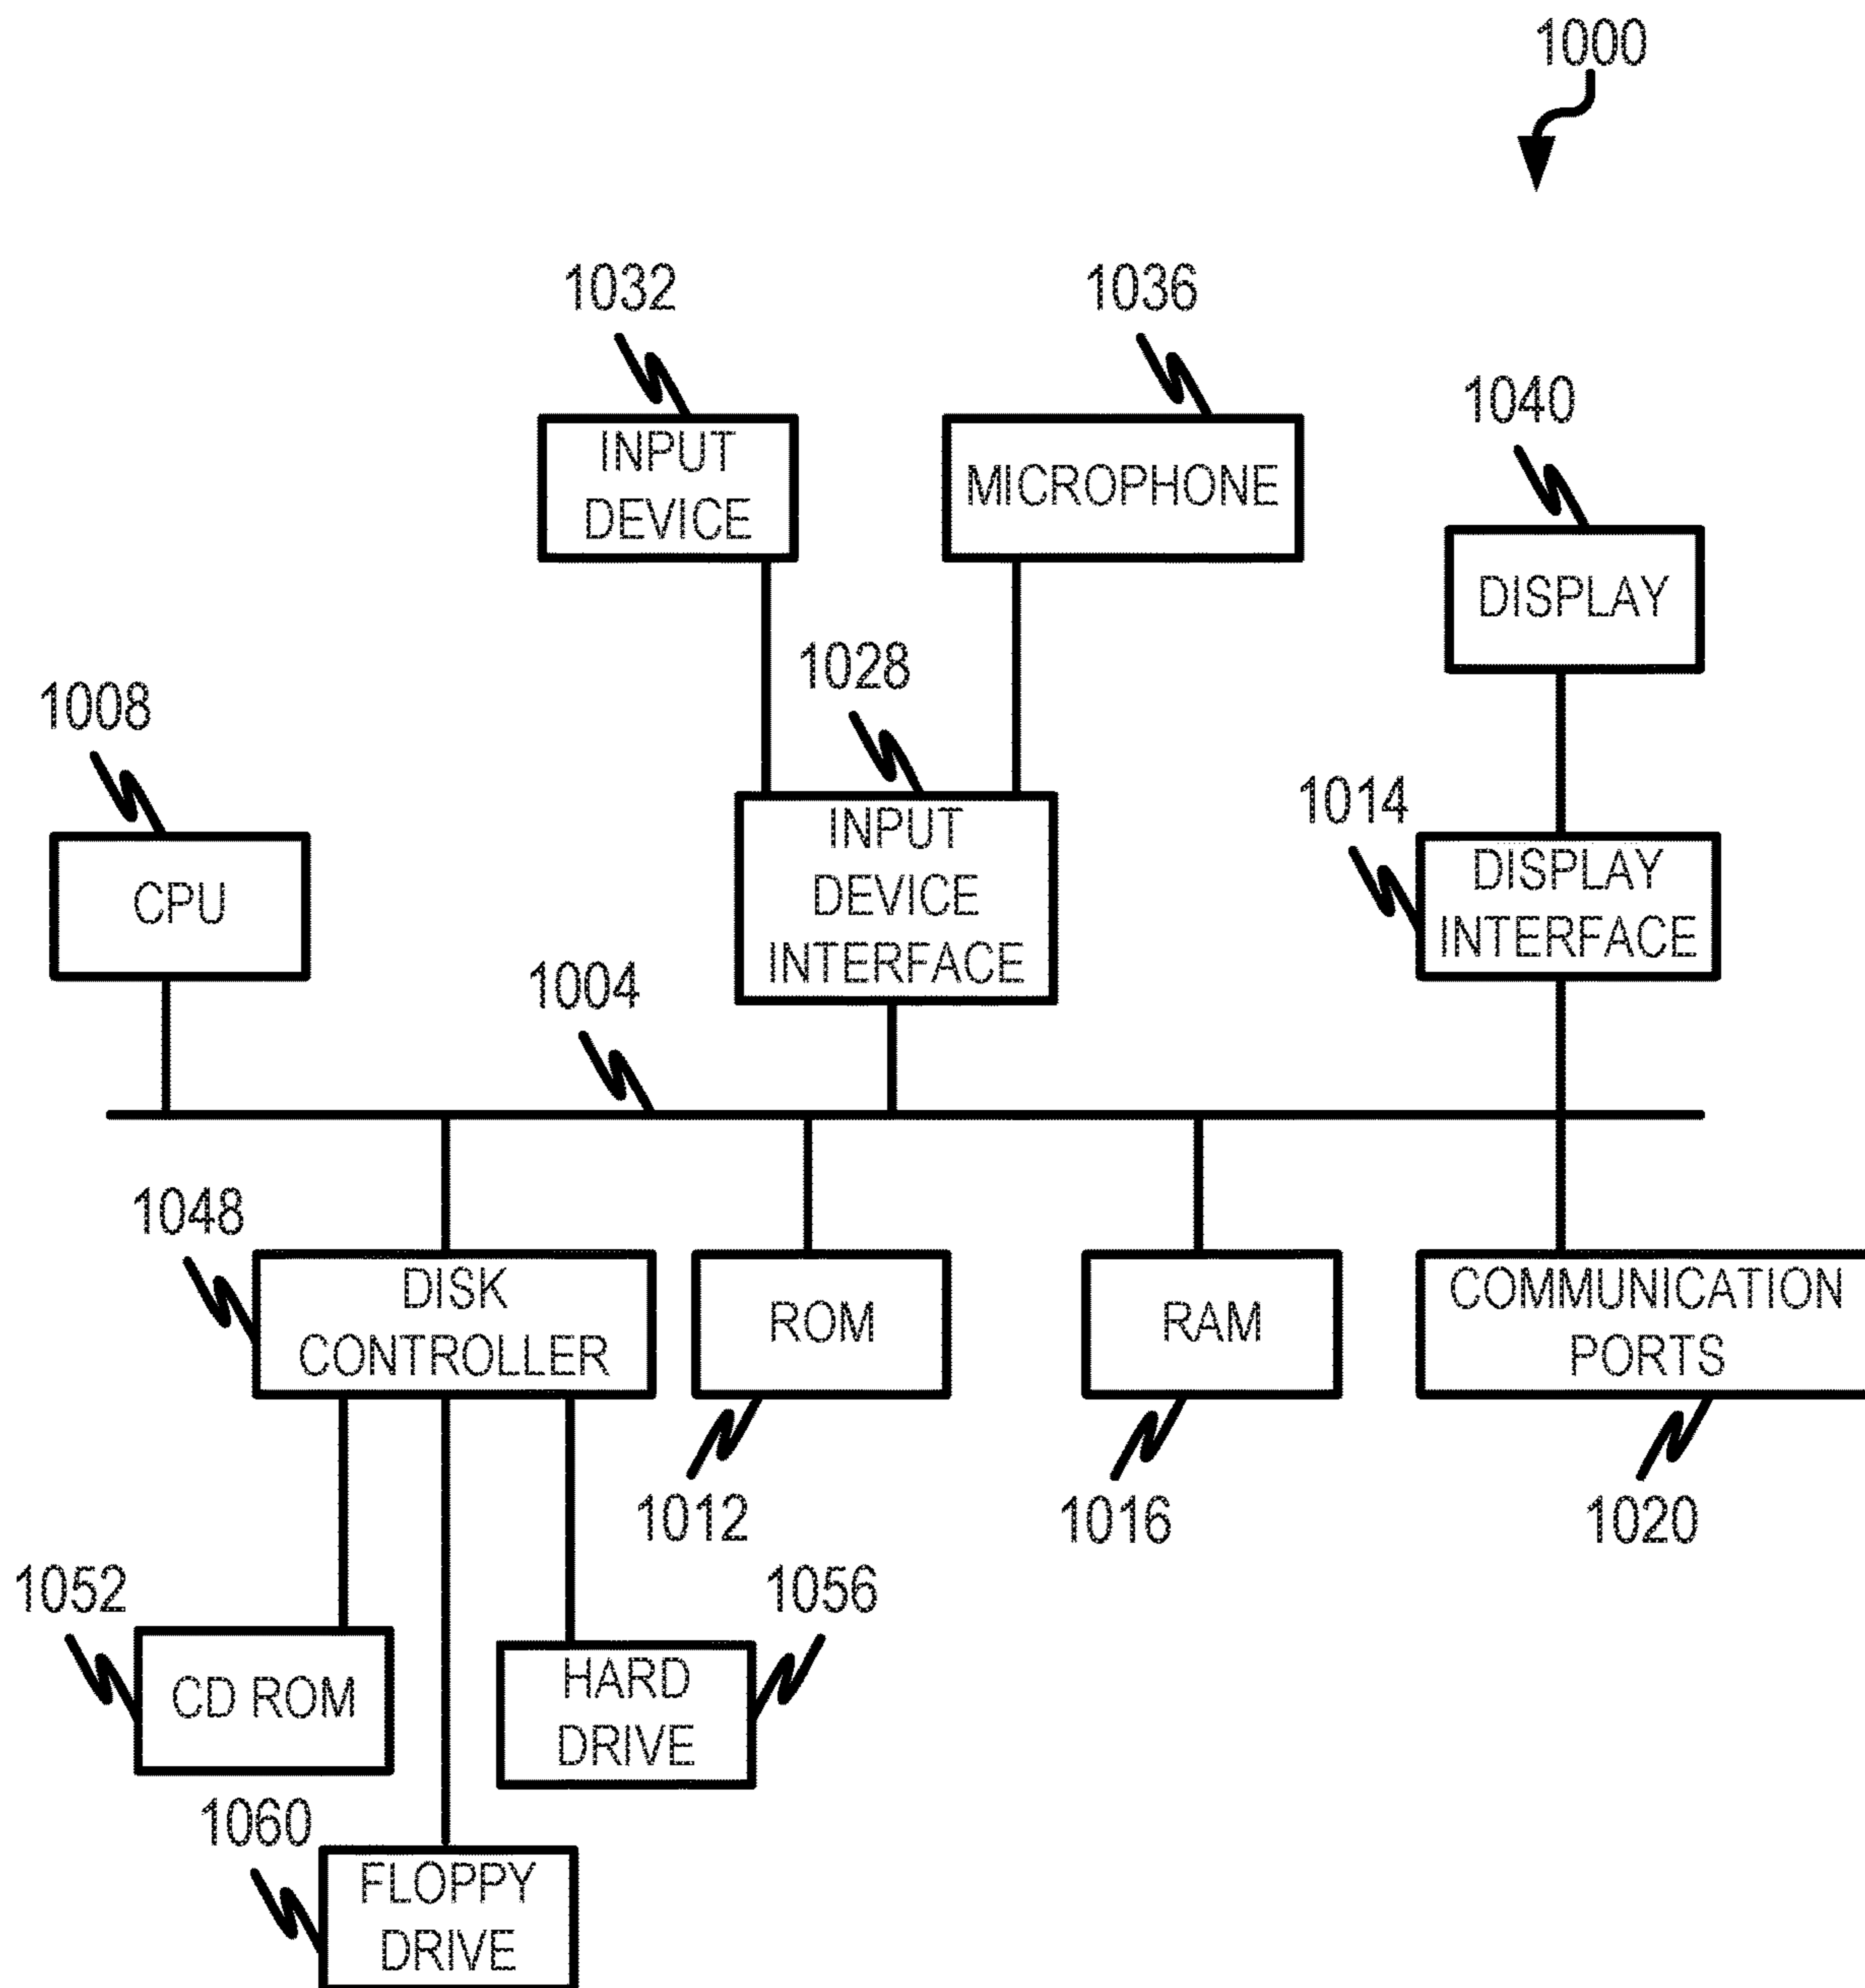 1000
1032
1036
1040
INPUT
DEVICE
MICROPHONE
DISPLAY
1028
1008
1014
INPUT
DEVICE
INTERFACE
DISPLAY
INTERFACE
CPU
1004
1048
DISK
CONTROLLER
ROM
RAM
COMMUNICATION
PORTS
1012
1016
1020
1052
1056
CD ROM
HARD
DRIVE
1060
FLOPPY
DRIVE